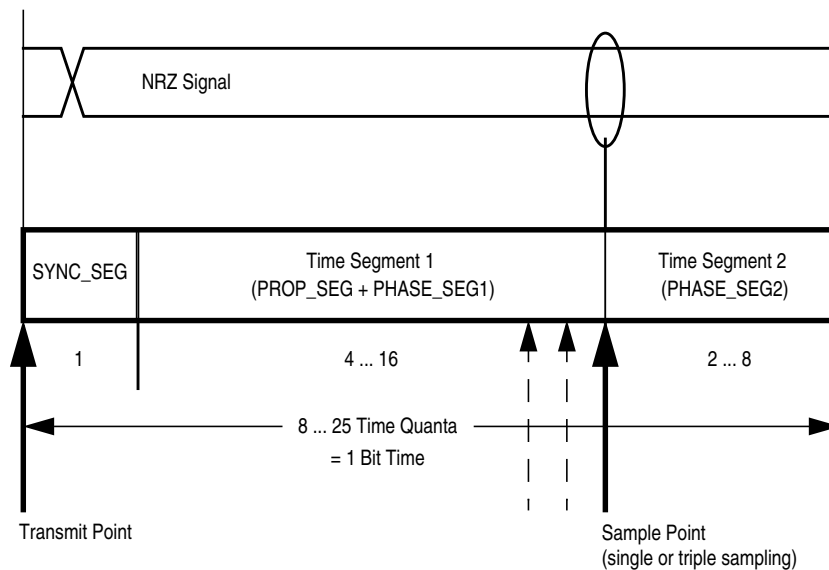 NRZ Signal
SYNC_SEG
Time Segment 1
(PROP_SEG + PHASE_SEG1)
Time Segment 2
(PHASE_SEG2)
1
4 ... 16
2 ... 8
8 ... 25 Time Quanta
= 1 Bit Time
Transmit Point
Sample Point
(single or triple sampling)